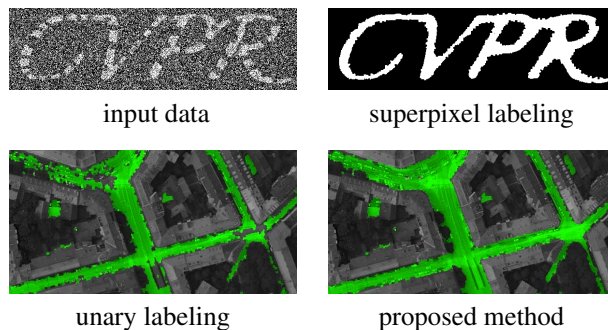 CVPR CVPR
input data superpixel labeling
unary labeling proposed method